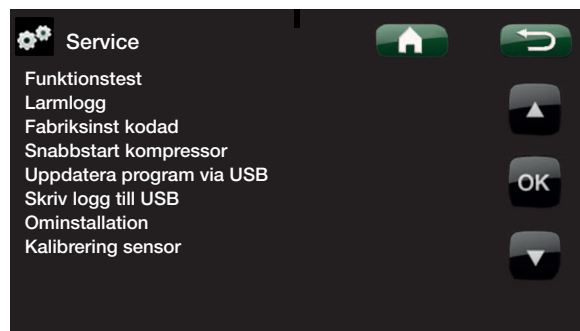 Service
Funktionstest
Larmlogg
Fabriksinst kodad
Snabbstart kompressor
Uppdatera program via USB
Skriv logg till USB
OK
Ominstallation
Kalibrering sensor